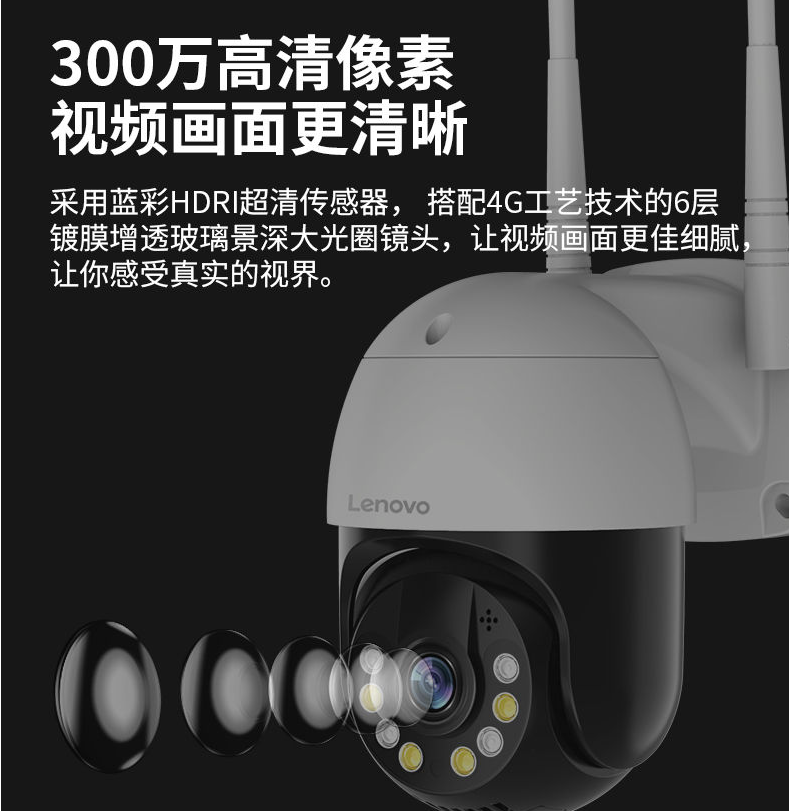 300万高清像素
视频画面更清晰
采用蓝彩HDRI超清传感器， 搭配4G工艺技术的6层
镀膜增透玻璃景深大光圈镜头，让视频画面更佳细腻，
让你感受真实的视界。
Lenovo